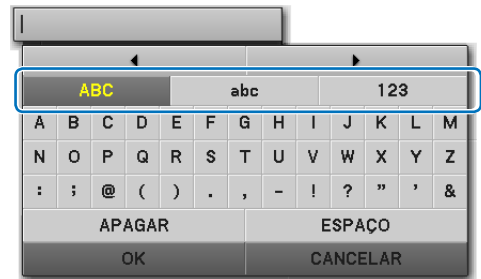 ABC abc 123
A B C D E F G H I J K L M
N O P Q R S T U V W X Y Z
: ; @ ( ) . , - ! ? ” ’ &
APAGAR ESPAÇO
OK CANCELAR